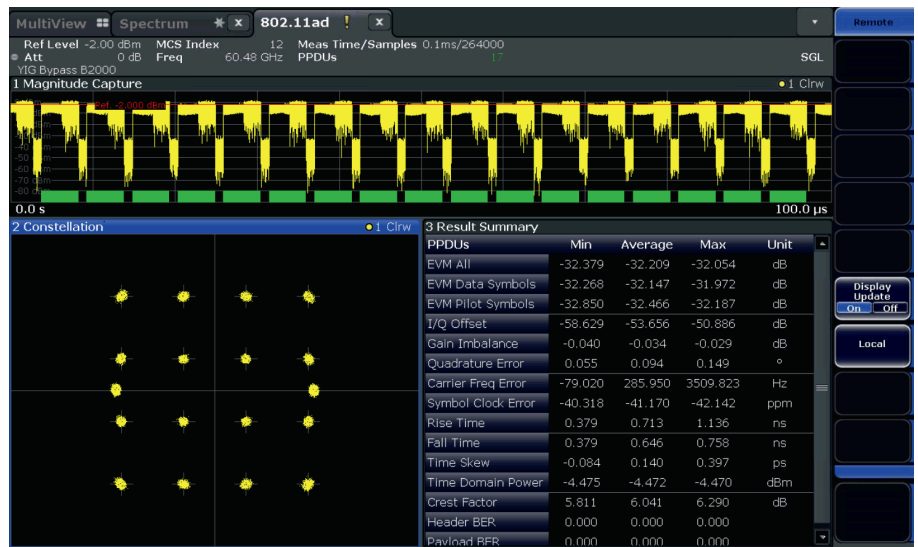 MultiView Spectrum x 802.11ad ! x Remote
Ref Level -2.00 dBm MCS Index 12 Meas Time/Samples 0.1ms/264000
Att 0 dB Freq 60.48 GHz PPDUs 17 SGL
YIG Bypass B2000
1 Magnitude Capture 1 Clrw
Ref. -2.000 dBm
-50 dBm
-70 dBm
-80 dBm
0.0 s 100.0 µs
2 Constellation 1 Clrw
3 Result Summary
PPDUs Min Average Max Unit
EVM All -32.379 -32.209 -32.054 dB
EVM Data Symbols -32.268 -32.147 -31.972 dB
EVM Pilot Symbols -32.850 -32.466 -32.187 dB
I/Q Offset -58.629 -53.656 -50.886 dB
Gain Imbalance -0.040 -0.034 -0.029 dB
Quadrature Error 0.055 0.094 0.149 °
Carrier Freq Error -79.020 285.950 3509.823 Hz
Symbol Clock Error -40.318 -41.170 -42.142 ppm
Rise Time 0.379 0.713 1.136 ns
Fall Time 0.379 0.646 0.758 ns
Time Skew -0.084 0.140 0.397 ps
Time Domain Power -4.475 -4.472 -4.470 dBm
Crest Factor 5.811 6.041 6.290 dB
Header BER 0.000 0.000 0.000
Payload BER 0.000 0.000 0.000
Display
Update
On Off
Local